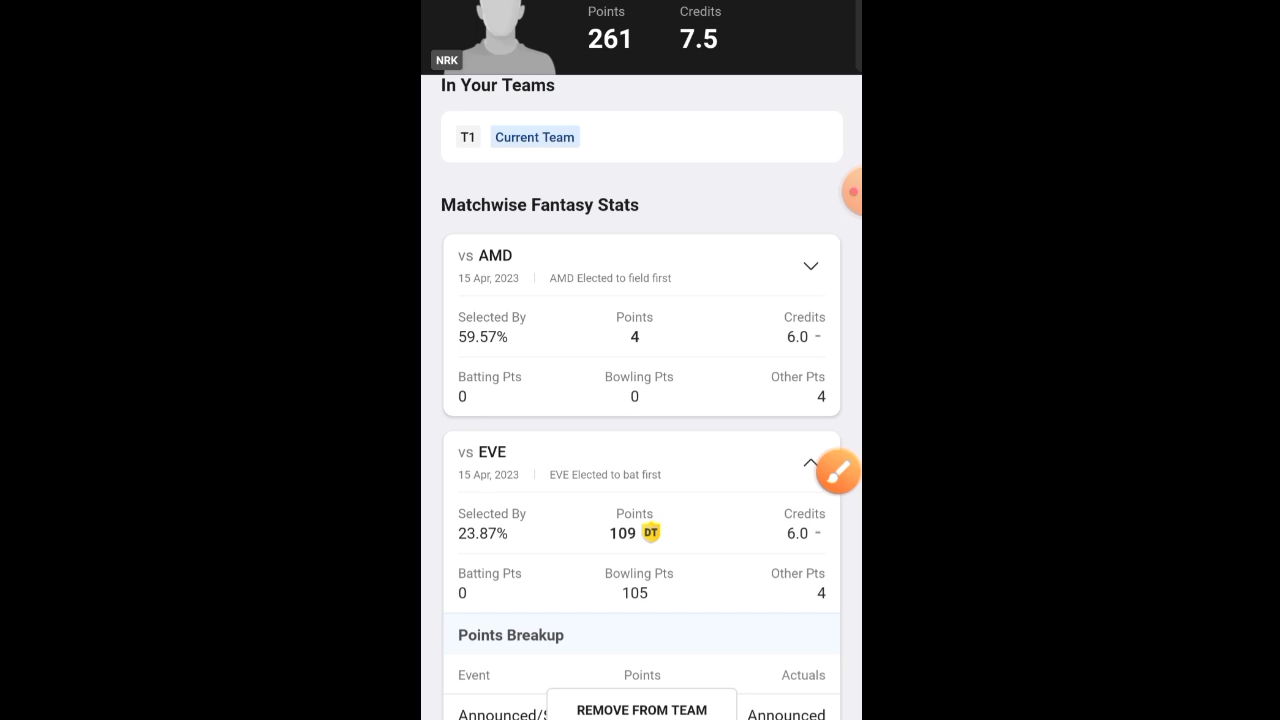 Points Credits
261 7.5
NRK
In Your Teams
T1 Current Team
Matchwise Fantasy Stats
vs AMD
15 Apr, 2023 AMD Elected to field first
Selected By Points Credits
59.57% 4 6.0 -
Batting Pts Bowling Pts Other Pts
0 0 4
vs EVE
15 Apr, 2023 EVE Elected to bat first
Selected By Points Credits
23.87% 109 DT 6.0 -
Batting Pts Bowling Pts Other Pts
0 105 4
Points Breakup
Event Points Actuals
Announced/ REMOVE FROM TEAM Announced